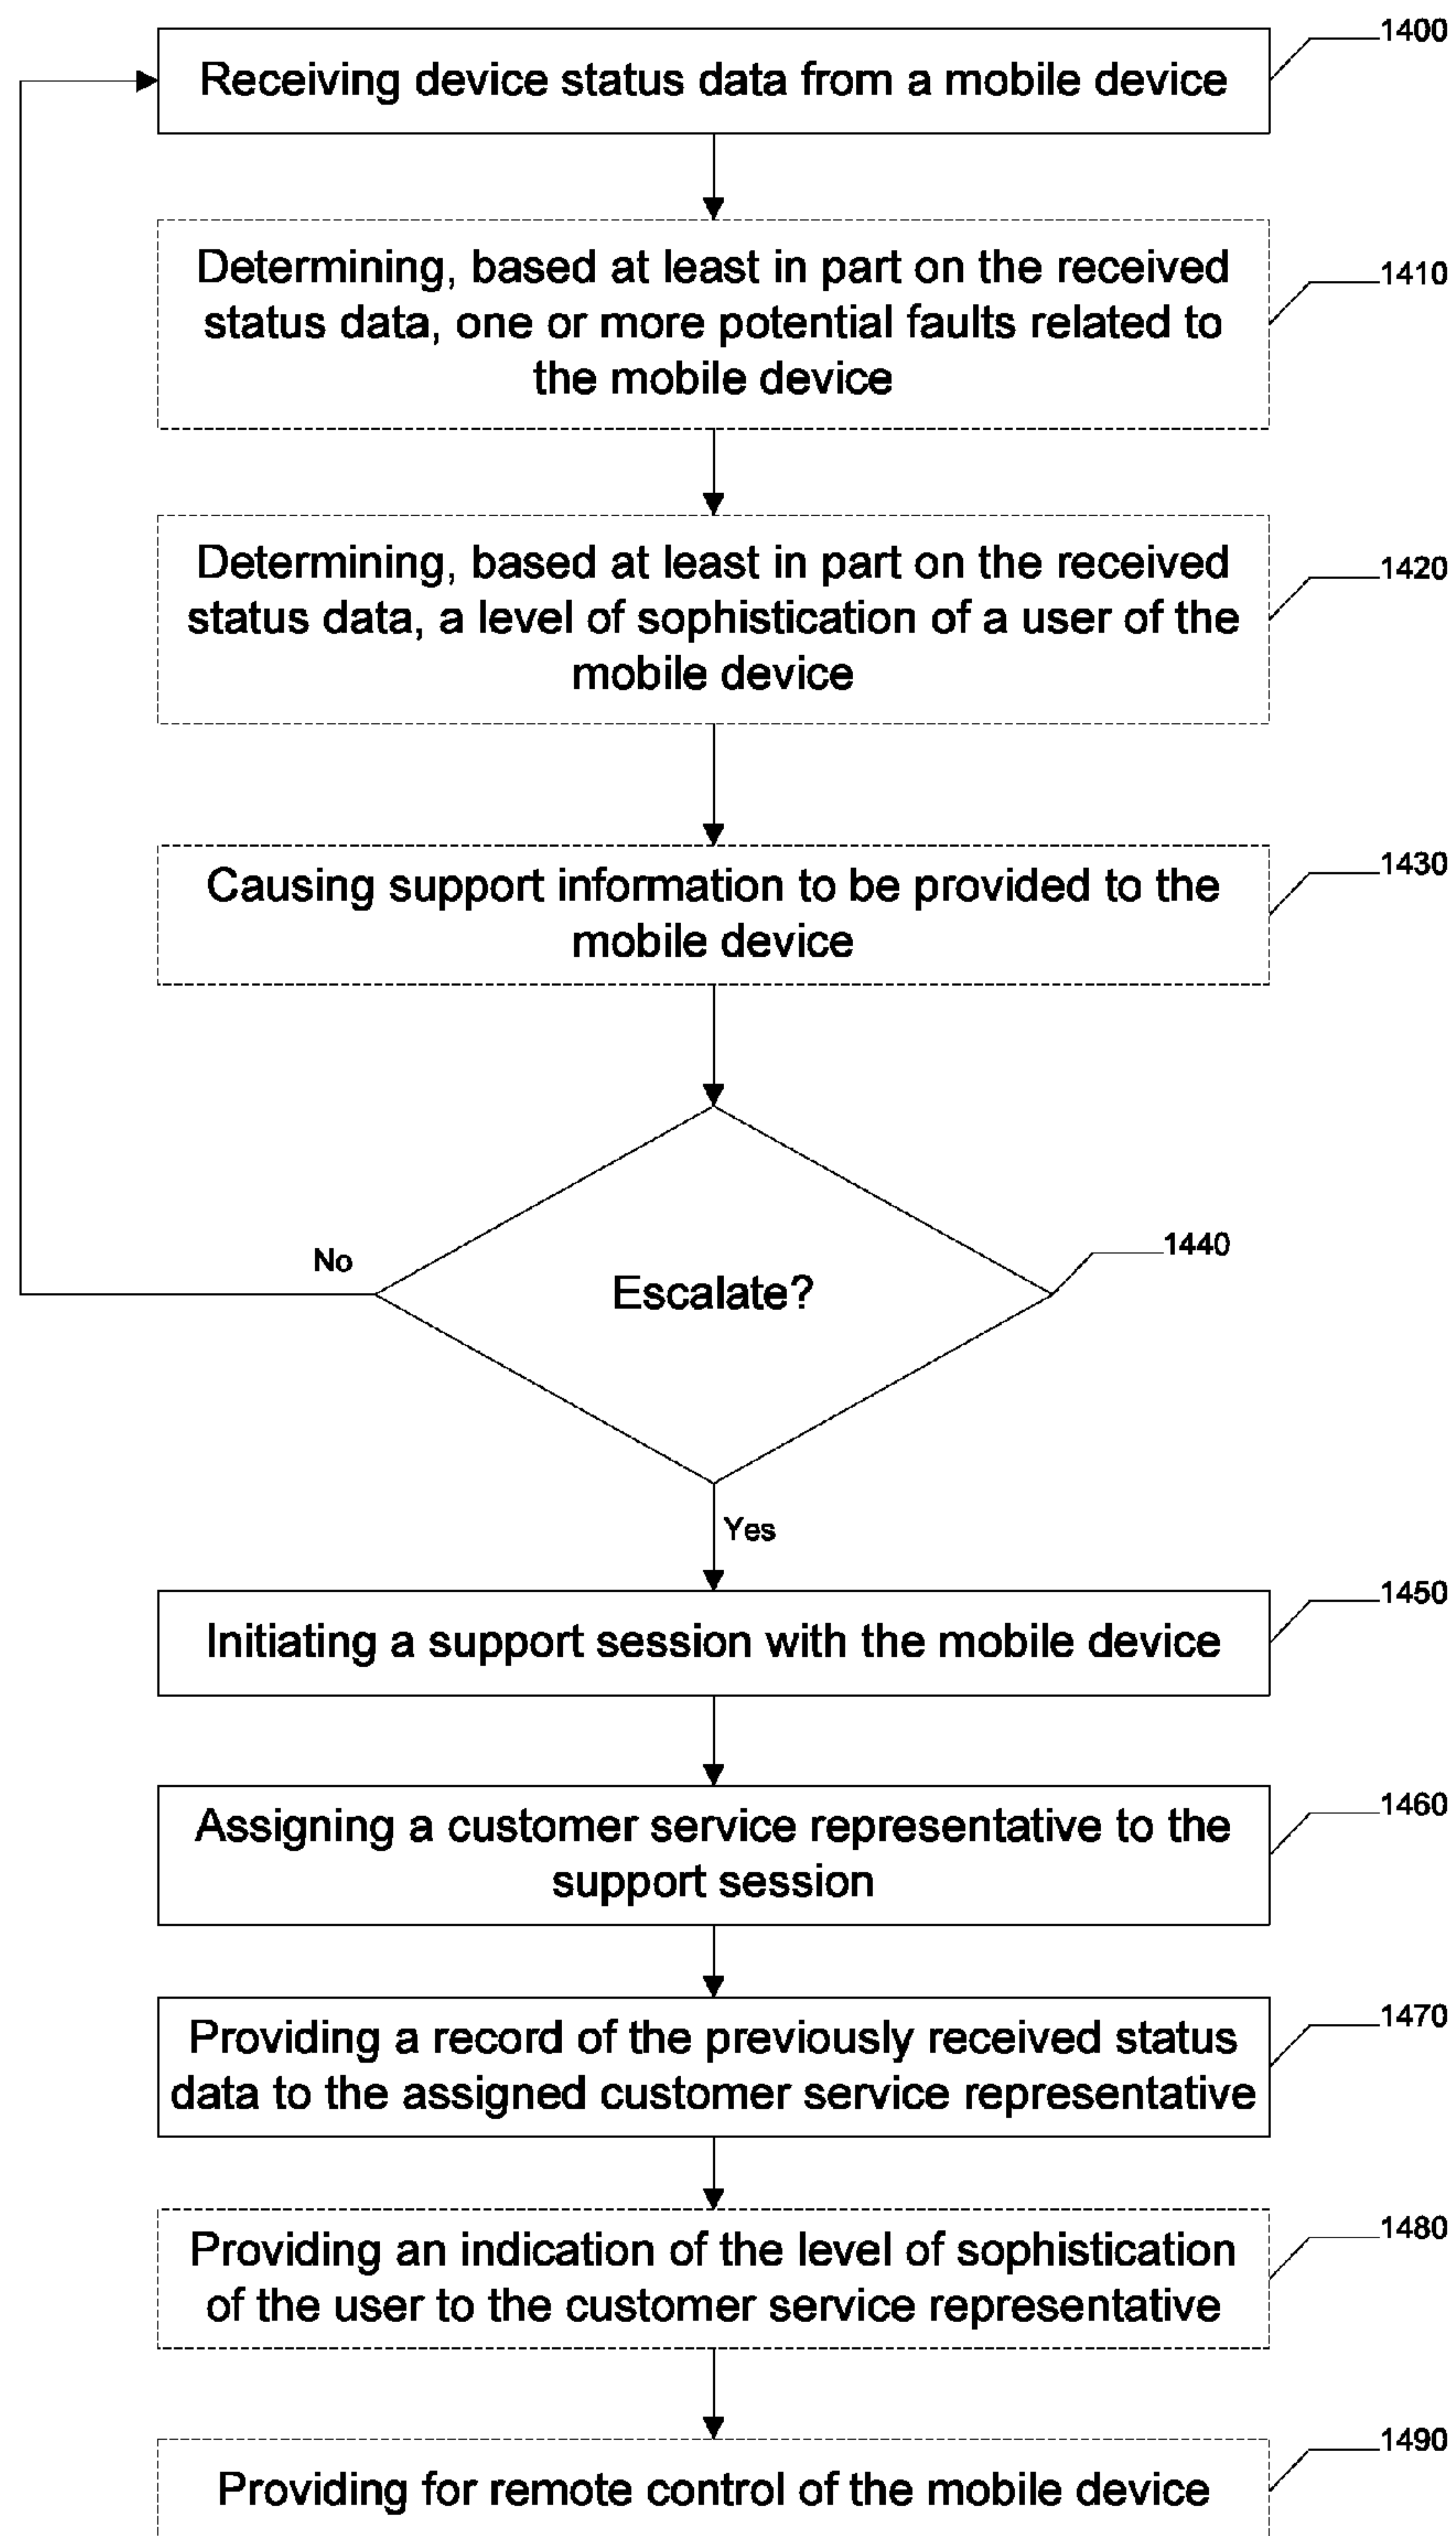 1400
Receiving device status data from a mobile device
Determining, based at least in part on the received
status data, one or more potential faults related to
the mobile device
1410
Determining, based at least in part on the received
status data, a level of sophistication of a user of the
mobile device
1420
Causing support information to be provided to the
mobile device
1430
No
Escalate?
1440
Yes
Initiating a support session with the mobile device
1450
Assigning a customer service representative to the
support session
1460
Providing a record of the previously received status
data to the assigned customer service representative
1470
Providing an indication of the level of sophistication
of the user to the customer service representative
1480
Providing for remote control of the mobile device
1490